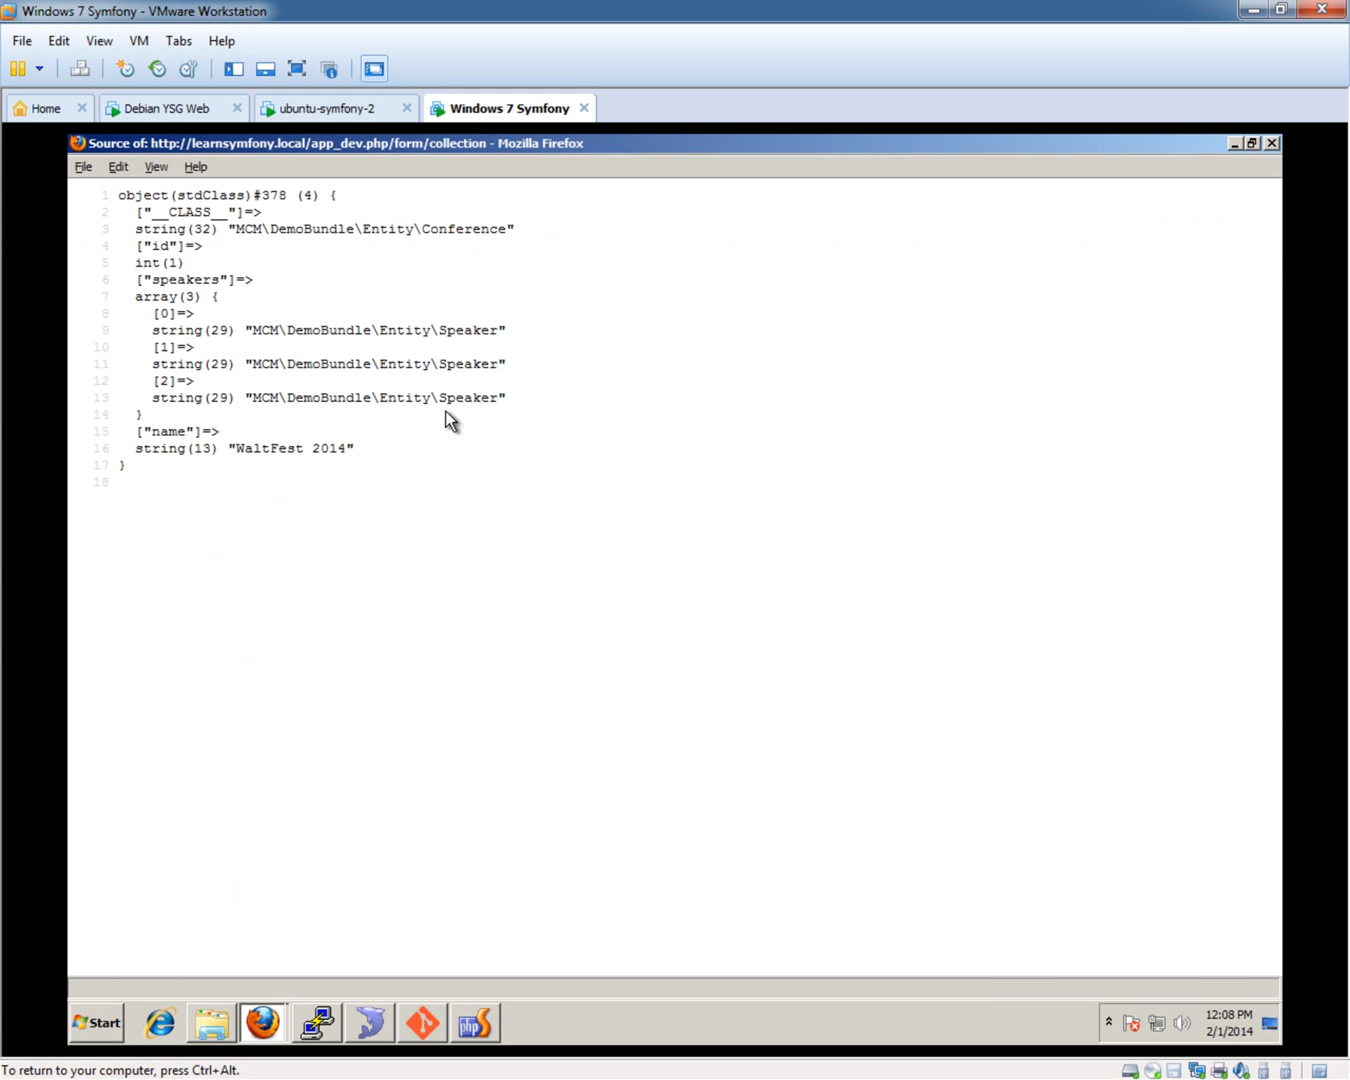 Windows 7 Symfony - VMware Workstation
File Edit View VM Tabs Help
Home Debian YSG Web ubuntu-symfony-2 Windows 7 Symfony
Source of: http://learnsymfony.local/app_dev.php/form/collection - Mozilla Firefox
File Edit View Help
1 object(stdClass)#378 (4) {
2 ["__CLASS__"]=>
3 string(32) "MCM\DemoBundle\Entity\Conference"
4 ["id"]=>
5 int(1)
6 ["speakers"]=>
7 array(3) {
8 [0]=>
9 string(29) "MCM\DemoBundle\Entity\Speaker"
10 [1]=>
11 string(29) "MCM\DemoBundle\Entity\Speaker"
12 [2]=>
13 string(29) "MCM\DemoBundle\Entity\Speaker"
14 }
15 ["name"]=>
16 string(13) "WaltFest 2014"
17 }
18
Start
php
12:08 PM
2/1/2014
To return to your computer, press Ctrl+Alt.